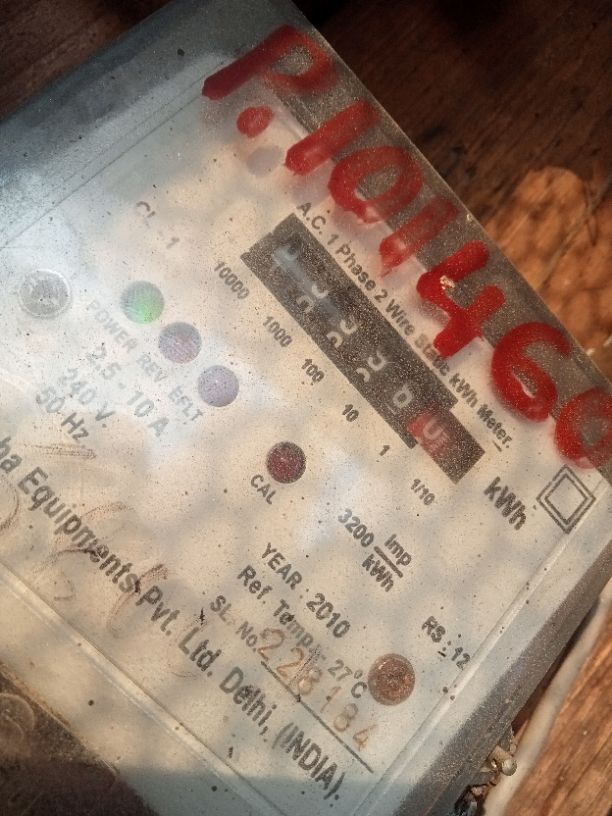 P.101460
A.C. 1 Phase 2 Wire Static kWh Meter.
CL - 1
10000 1000 100 10 1 1/10
kWh
POWER REV EFLT
2.5 - 10 A
240 V.
50 Hz
CAL
3200 Imp
kWh
YEAR : 2010
RS : 12
Ref. Temp.: 27°C
SL. No. 228184
ba Equipments Pvt. Ltd. Delhi, (INDIA).